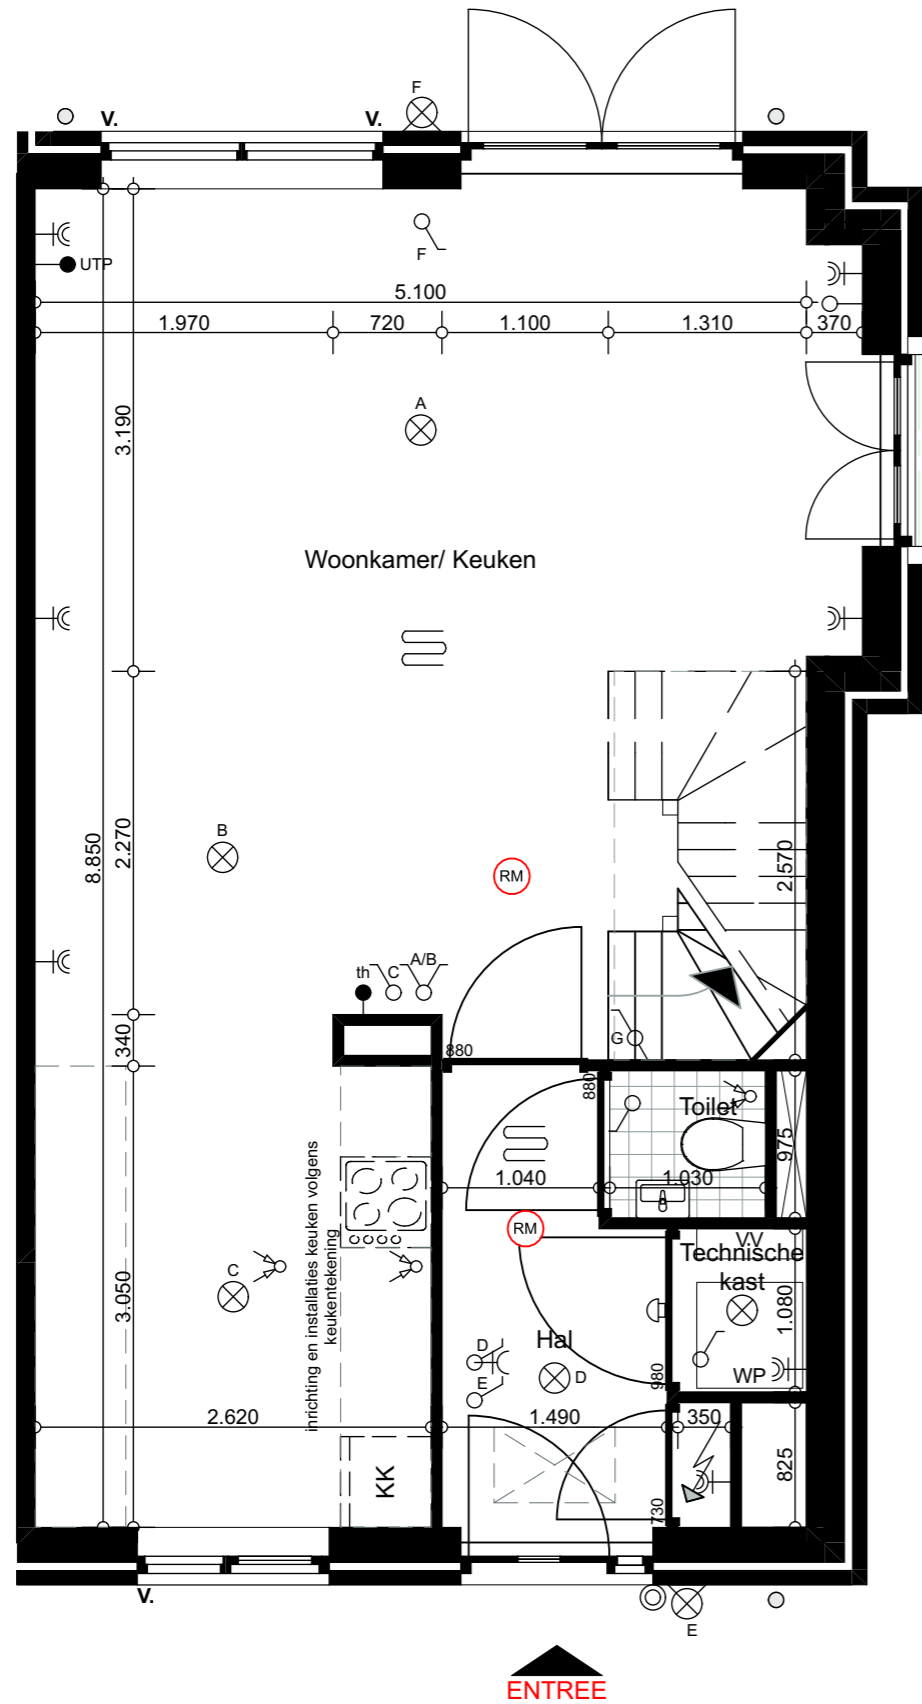 F
V.
V.
F
UTP
5.100
1.970
720
1.100
1.310
370
A
3.190
Woonkamer/ Keuken
B
8.850
2.270
2.570
RM
th
C
A/B
G
340
880
880
Toilet
975
1.040
1.030
RM
VV
Technische
kast
1.080
WP
inrichting en installaties keuken volgens
keukentekening
C
3.050
Hal
D
D
E
980
2.620
1.490
350
KK
730
825
V.
E
ENTREE